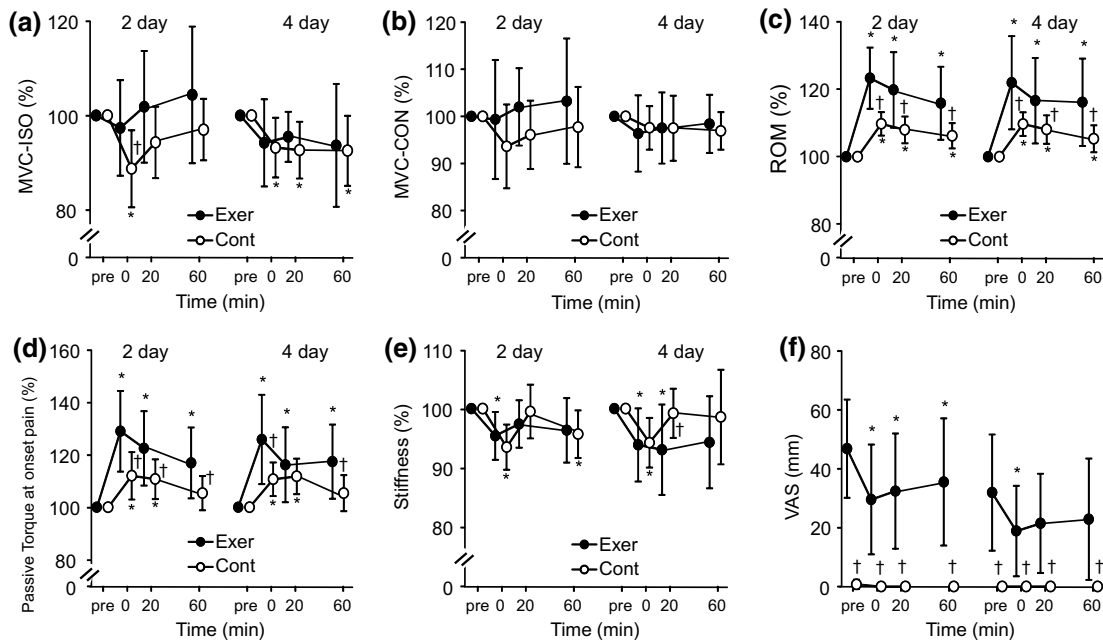 (a)
120
2 day
4 day
100
80
0
MVC-ISO (%)
†
*
*
*
*
Exer
Cont
pre 0 20 60 pre 0 20 60
Time (min)
(b)
120
2 day
4 day
110
100
90
80
0
MVC-CON (%)
Exer
Cont
pre 0 20 60 pre 0 20 60
Time (min)
(c)
140
2 day
4 day
120
100
80
0
ROM (%)
* * * * * *
† † † † † †
* * * * * *
Exer
Cont
pre 0 20 60 pre 0 20 60
Time (min)
(d)
160
2 day
4 day
140
120
100
80
0
Passive Torque at onset pain (%)
* * * * * *
† † † † †
* * * *
Exer
Cont
pre 0 20 60 pre 0 20 60
Time (min)
(e)
110
2 day
4 day
100
90
80
0
Stiffness (%)
* * *
†
* * *
Exer
Cont
pre 0 20 60 pre 0 20 60
Time (min)
(f)
80
60
40
20
0
VAS (mm)
* * * *
† † † † † † † †
pre 0 20 60 pre 0 20 60
Time (min)